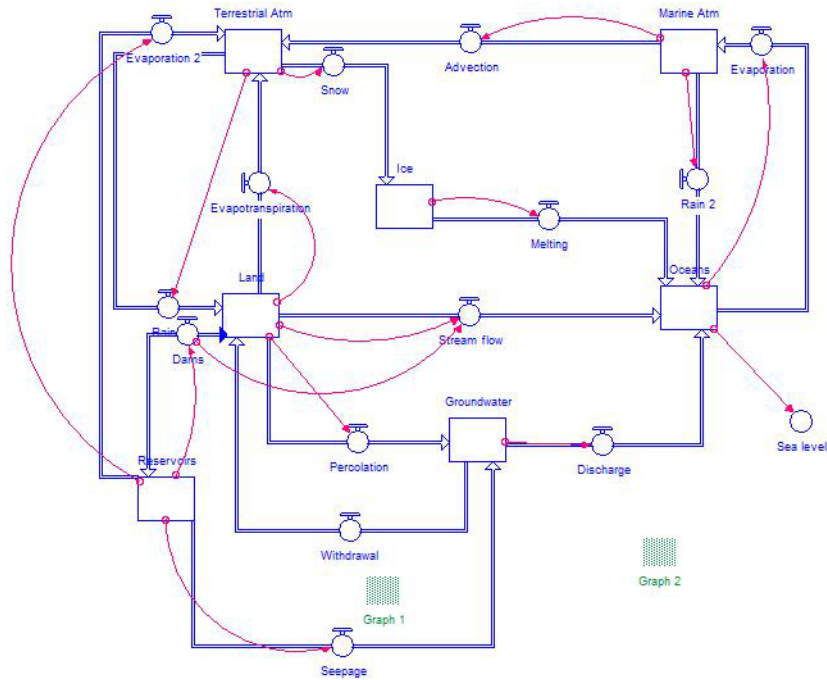 Terrestrial Atm
Marine Atm
Evaporation 2
Advection
Evaporation
Snow
Ice
Evapotranspiration
Rain 2
Melting
Land
Oceans
Rain
Stream flow
Dams
Groundwater
Sea level
Reservoirs
Percolation
Discharge
Withdrawal
Graph 2
Graph 1
Seepage